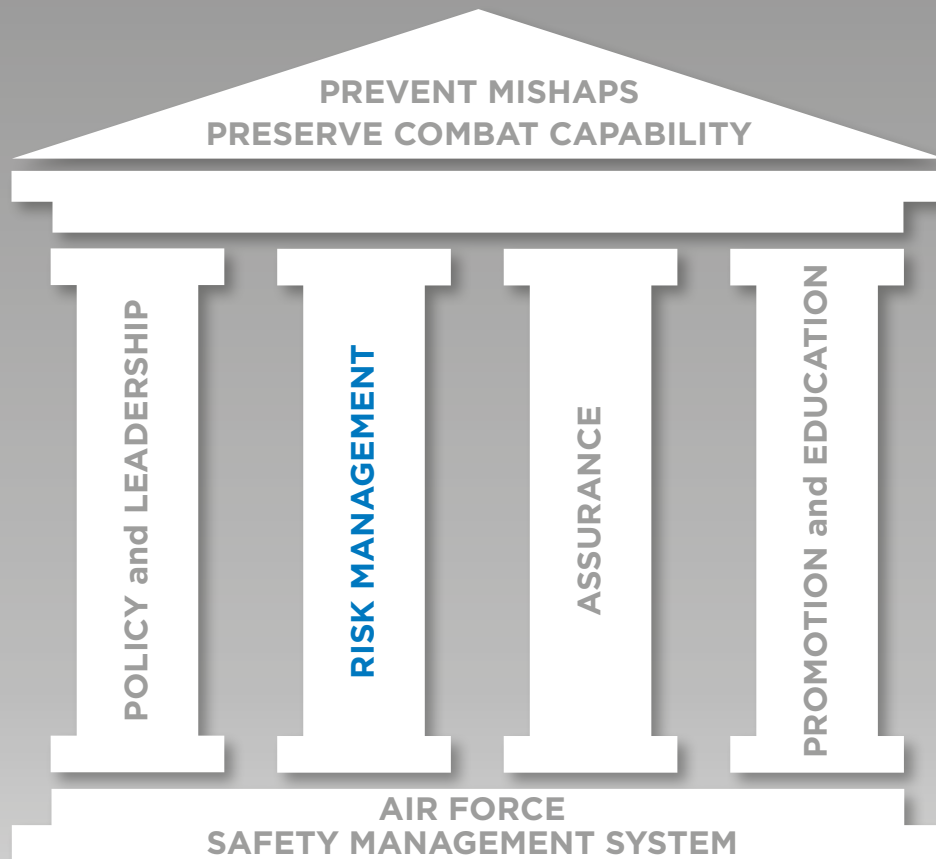 PREVENT MISHAPS
PRESERVE COMBAT CAPABILITY
POLICY and LEADERSHIP
RISK MANAGEMENT
ASSURANCE
PROMOTION and EDUCATION
AIR FORCE
SAFETY MANAGEMENT SYSTEM